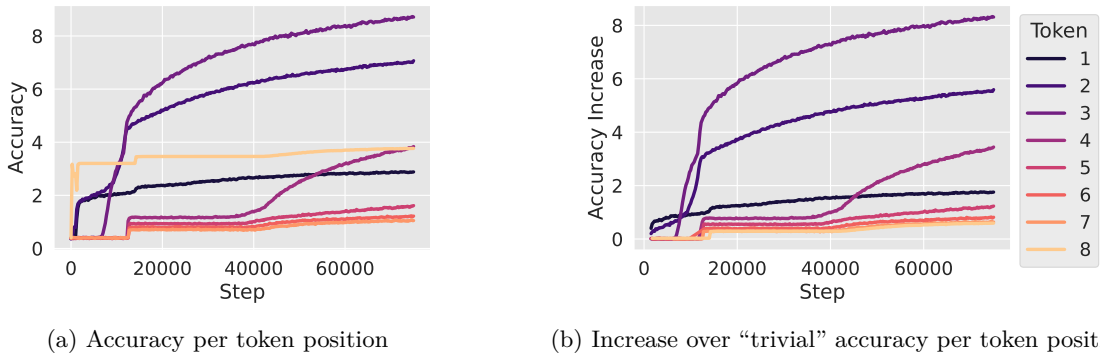 8
6
4
2
0
Accuracy
0 20000 40000 60000
Step
8
6
4
2
0
Accuracy Increase
0 20000 40000 60000
Step
Token
1
2
3
4
5
6
7
8
(a) Accuracy per token position
(b) Increase over “trivial” accuracy per token posit